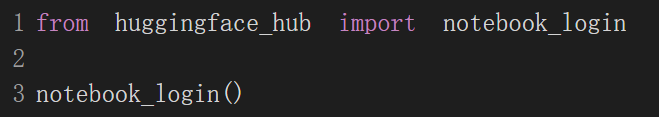 1 from huggingface_hub import notebook_login
2
3 notebook_login()